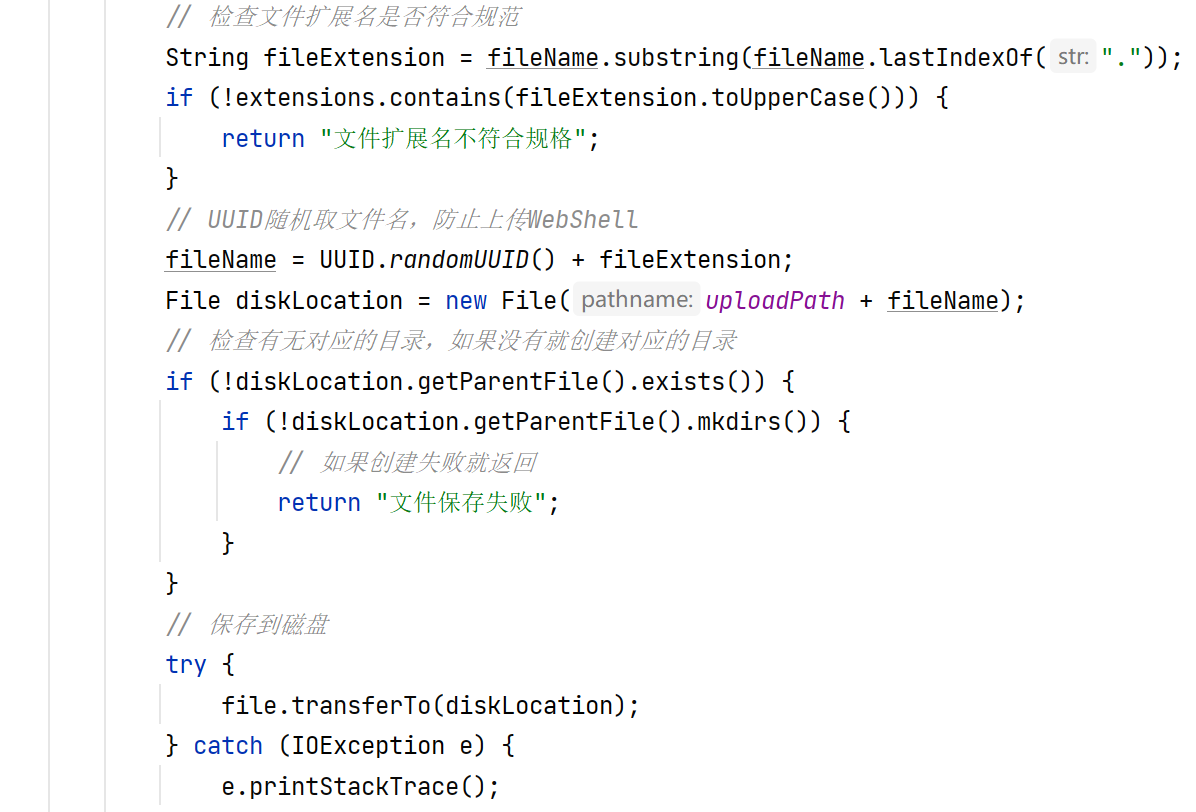 // 检查文件扩展名是否符合规范
String fileExtension = fileName.substring(fileName.lastIndexOf( str: "."));
if (!extensions.contains(fileExtension.toUpperCase())) {
return "文件扩展名不符合规格";
}
// UUID随机取文件名，防止上传WebShell
fileName = UUID.randomUUID() + fileExtension;
File diskLocation = new File( pathname: uploadPath + fileName);
// 检查有无对应的目录，如果没有就创建对应的目录
if (!diskLocation.getParentFile().exists()) {
if (!diskLocation.getParentFile().mkdirs()) {
// 如果创建失败就返回
return "文件保存失败";
}
}
// 保存到磁盘
try {
file.transferTo(diskLocation);
} catch (IOException e) {
e.printStackTrace();